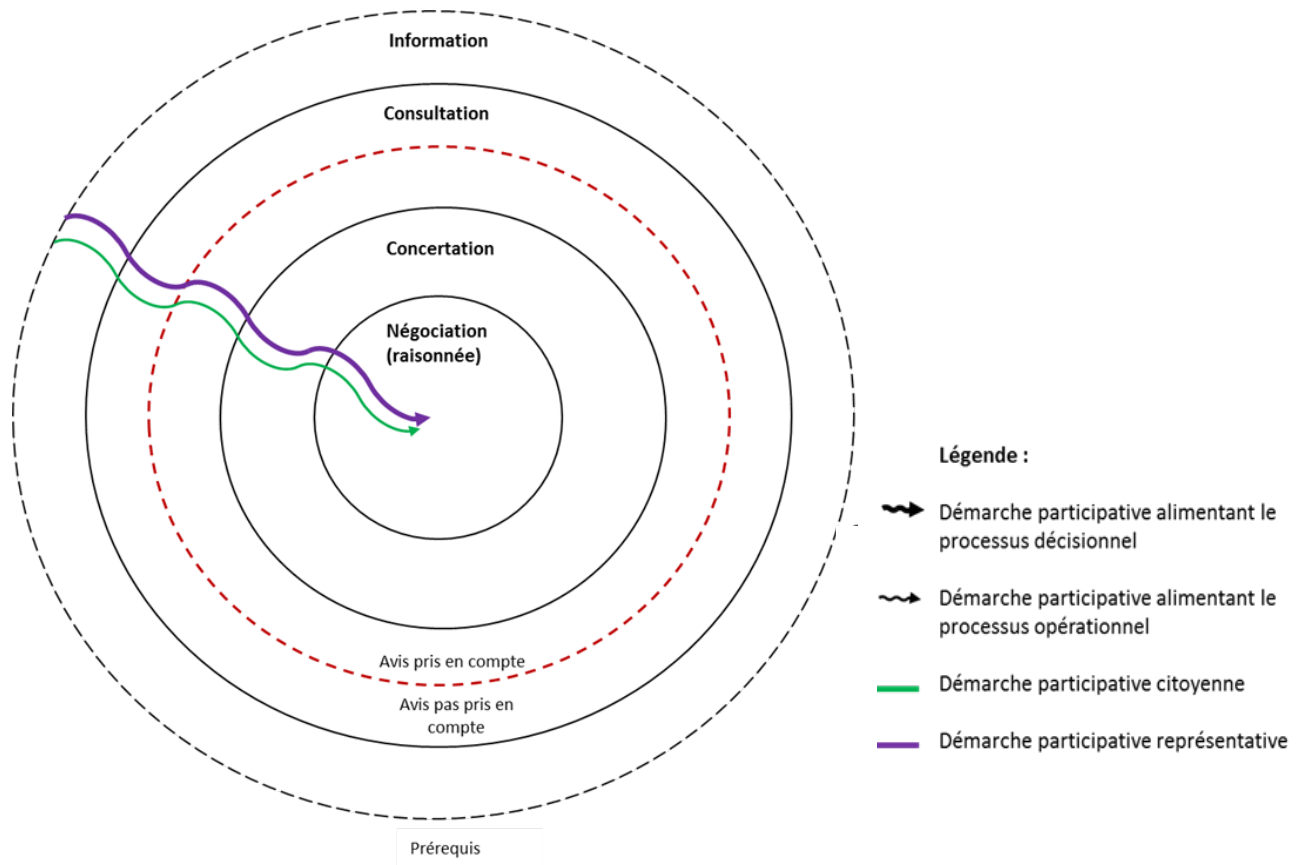 Information
Consultation
Concertation
Négociation
(raisonnée)
Avis pris en compte
Avis pas pris en
compte
Prérequis
Légende :
Démarche participative alimentant le
processus décisionnel
Démarche participative alimentant le
processus opérationnel
Démarche participative citoyenne
Démarche participative représentative